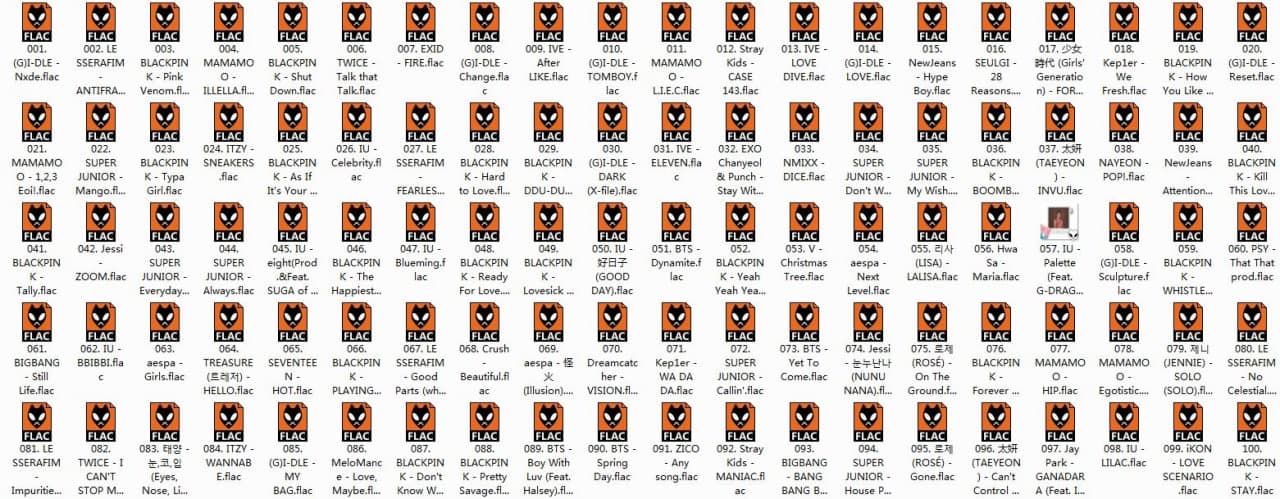 FLAC FLAC FLAC FLAC FLAC FLAC FLAC FLAC FLAC FLAC FLAC FLAC FLAC FLAC FLAC FLAC FLAC FLAC FLAC FLAC
001. (G)I-DLE - Nxde.flac
002. LE SSERAFIM - ANTIFRA...
003. BLACKPINK - Pink Venom.fl...
004. MAMAMOO - ILLELLA.fl...
005. BLACKPINK - Shut Down.flac
006. TWICE - Talk that Talk.flac
007. EXID - FIRE.flac
008. (G)I-DLE - Change.flac
009. IVE - After LIKE.flac
010. (G)I-DLE - TOMBOY.flac
011. MAMAMOO - L.I.E.C.flac
012. Stray Kids - CASE 143.flac
013. IVE - LOVE DIVE.flac
014. (G)I-DLE - LOVE.flac
015. NewJeans - Hype Boy.flac
016. SEULGI - 28 Reasons....
017. 少女時代 (Girls' Generation) - FOR...
018. Kep1er - We Fresh.flac
019. BLACKPINK - How You Like ...
020. (G)I-DLE - Reset.flac
FLAC FLAC FLAC FLAC FLAC FLAC FLAC FLAC FLAC FLAC FLAC FLAC FLAC FLAC FLAC FLAC FLAC FLAC FLAC FLAC
021. MAMAMOO - 1,2,3 Eoi!.flac
022. SUPER JUNIOR - Mango.fl...
023. BLACKPINK - Typa Girl.flac
024. ITZY - SNEAKERS.flac
025. BLACKPINK - As If It's Your ...
026. IU - Celebrity.flac
027. LE SSERAFIM - FEARLES...
028. BLACKPINK - Hard to Love.fl...
029. BLACKPINK - DDU-DU...
030. (G)I-DLE - DARK (X-file).flac
031. IVE - ELEVEN.flac
032. EXO Chanyeol & Punch - Stay Wit...
033. NMIXX - DICE.flac
034. SUPER JUNIOR - Don't W...
035. SUPER JUNIOR - My Wish....
036. BLACKPINK - BOOMB...
037. 太妍 (TAEYEON) - INVU.flac
038. NAYEON - POP!.flac
039. NewJeans - Attention...
040. BLACKPINK - Kill This Lov...
FLAC FLAC FLAC FLAC FLAC FLAC FLAC FLAC FLAC FLAC FLAC FLAC FLAC FLAC FLAC FLAC FLAC FLAC FLAC
041. BLACKPINK - Tally.flac
042. Jessi - ZOOM.flac
043. SUPER JUNIOR - Everyday...
044. SUPER JUNIOR - Always.flac
045. IU - eight(Prod.&Feat. SUGA of ...
046. BLACKPINK - The Happiest...
047. IU - Blueming.flac
048. BLACKPINK - Ready For Love....
049. BLACKPINK - Lovesick ...
050. IU - 好日子 (GOOD DAY).flac
051. BTS - Dynamite.flac
052. BLACKPINK - Yeah Yeah Yea...
053. V - Christmas Tree.flac
054. aespa - Next Level.flac
055. 리사 (LISA) - LALISA.flac
056. Hwa Sa - Maria.flac
057. IU - Palette (Feat. G-DRAG...
058. (G)I-DLE - Sculpture.flac
059. BLACKPINK - WHISTLE...
060. PSY - That That prod.flac
FLAC FLAC FLAC FLAC FLAC FLAC FLAC FLAC FLAC FLAC FLAC FLAC FLAC FLAC FLAC FLAC FLAC FLAC FLAC FLAC
061. BIGBANG - Still Life.flac
062. IU - BBIBBI.flac
063. aespa - Girls.flac
064. TREASURE (트레저) - HELLO.flac
065. SEVENTEEN - HOT.flac
066. BLACKPINK - PLAYING...
067. LE SSERAFIM - Good Parts (wh...
068. Crush - Beautiful.flac
069. aespa - 怪火 (Illusion)....
070. Dreamcatcher - VISION.flac
071. Kep1er - WA DA DA.flac
072. SUPER JUNIOR - Callin'.flac
073. BTS - Yet To Come.flac
074. Jessi - 눈누난나 (NUNU NANA).fl...
075. 로제 (ROSÉ) - On The Ground.f...
076. BLACKPINK - Forever ...
077. MAMAMOO - HIP.flac
078. MAMAMOO - Egotistic....
079. 제니 (JENNIE) - SOLO (SOLO).flac
080. LE SSERAFIM - No Celestial....
FLAC FLAC FLAC FLAC FLAC FLAC FLAC FLAC FLAC FLAC FLAC FLAC FLAC FLAC FLAC FLAC FLAC FLAC FLAC FLAC
081. LE SSERAFIM - Impuritie...
082. TWICE - I CAN'T STOP M...
083. 태양 - 눈,코,입 (Eyes, Nose, Li...
084. ITZY - WANNABE.flac
085. (G)I-DLE - MY BAG.flac
086. MeloMance - Love, Maybe.fl...
087. BLACKPINK - Don't Know W...
088. BLACKPINK - Pretty Savage.fl...
089. BTS - Boy With Luv (Feat. Halsey).fl...
090. BTS - Spring Day.flac
091. ZICO - Any song.flac
092. Stray Kids - MANIAC.flac
093. BIGBANG - BANG BANG B...
094. SUPER JUNIOR - House P...
095. 로제 (ROSÉ) - Gone.flac
096. 太妍 (TAEYEON) - Can't Control ...
097. Jay Park - GANADARA (Feat. I...
098. IU - LILAC.flac
099. iKON - LOVE SCENARIO.flac
100. BLACKPINK - STAY.flac